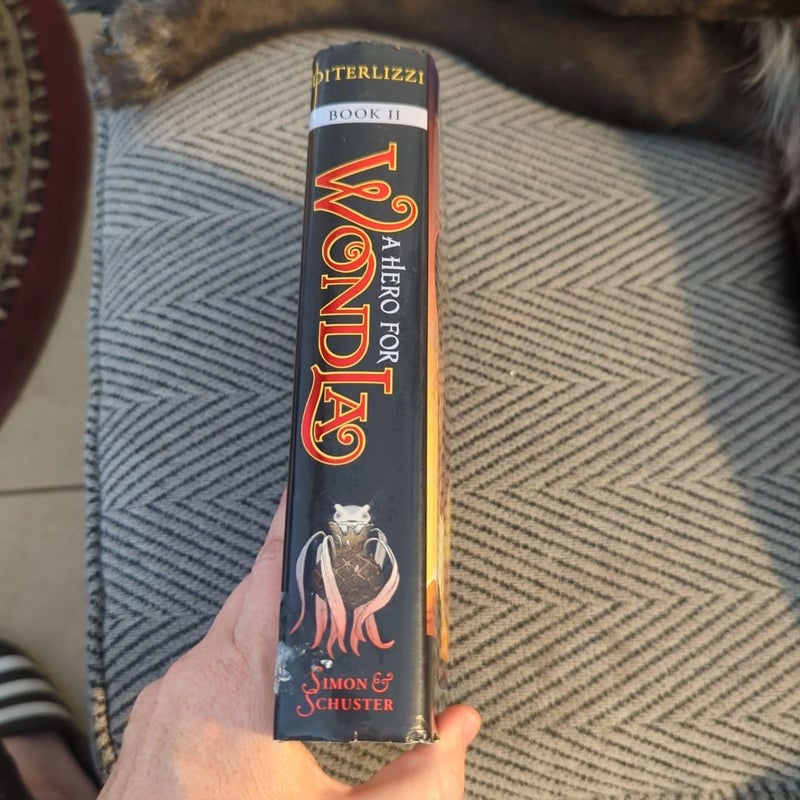 DITERLIZZI
BOOK II
A HERO FOR
WONDLA
SIMON &
SCHUSTER